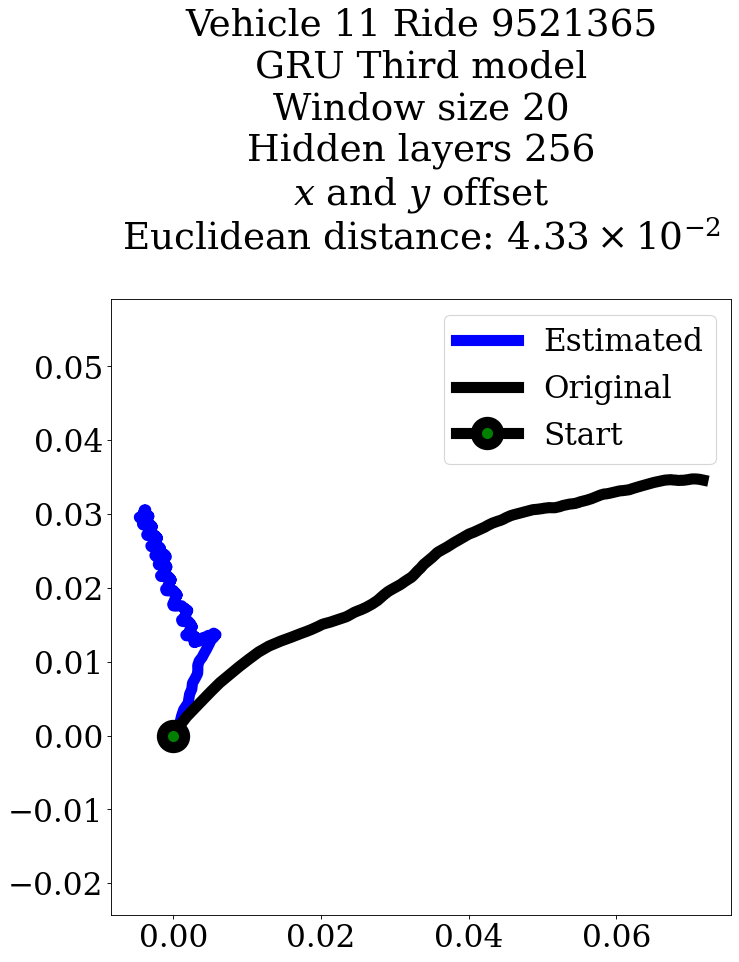 Vehicle 11 Ride 9521365
GRU Third model
Window size 20
Hidden layers 256
x and y offset
Euclidean distance: 4.33 × 10⁻²
Estimated
Original
Start
0.05
0.04
0.03
0.02
0.01
0.00
−0.01
−0.02
0.00 0.02 0.04 0.06